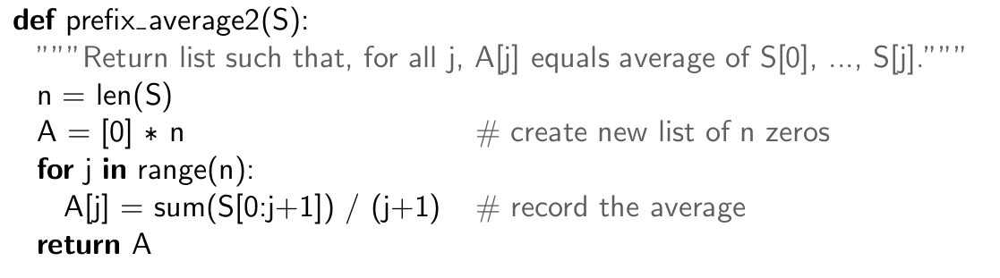 def prefix_average2(S):
"""Return list such that, for all j, A[j] equals average of S[0], ..., S[j]."""
n = len(S)
A = [0] * n # create new list of n zeros
for j in range(n):
A[j] = sum(S[0:j+1]) / (j+1) # record the average
return A